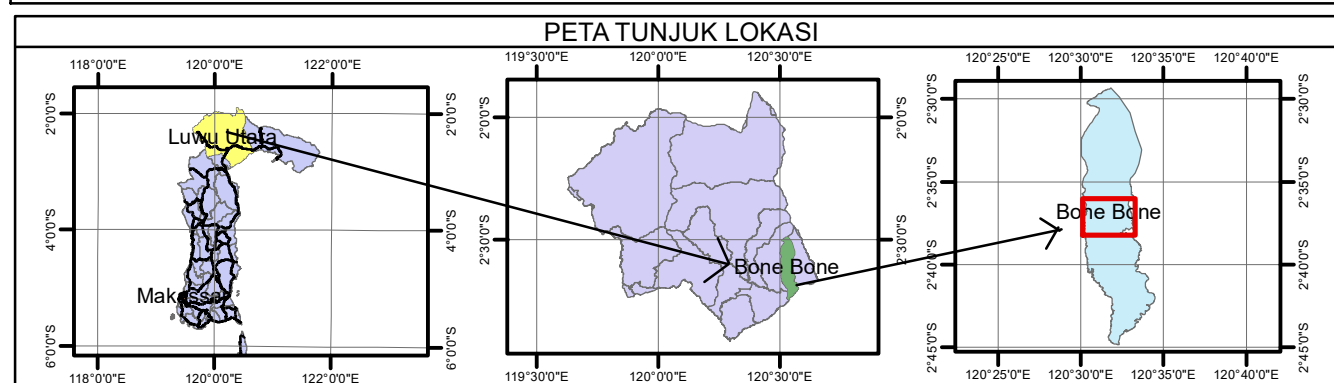 PETA TUNJUK LOKASI
118°0'0"E 120°0'0"E 122°0'0"E
2°0'0"S 2°0'0"S
Luwu Utara
4°0'0"S 4°0'0"S
Makassar
6°0'0"S 6°0'0"S
118°0'0"E 120°0'0"E 122°0'0"E
119°30'0"E 120°0'0"E 120°30'0"E
2°0'0"S 2°0'0"S
2°30'0"S 2°30'0"S
Bone Bone
119°30'0"E 120°0'0"E 120°30'0"E
120°25'0"E 120°30'0"E 120°35'0"E 120°40'0"E
2°30'0"S 2°30'0"S
2°35'0"S 2°35'0"S
Bone Bone
2°40'0"S 2°40'0"S
2°45'0"S 2°45'0"S
120°25'0"E 120°30'0"E 120°35'0"E 120°40'0"E